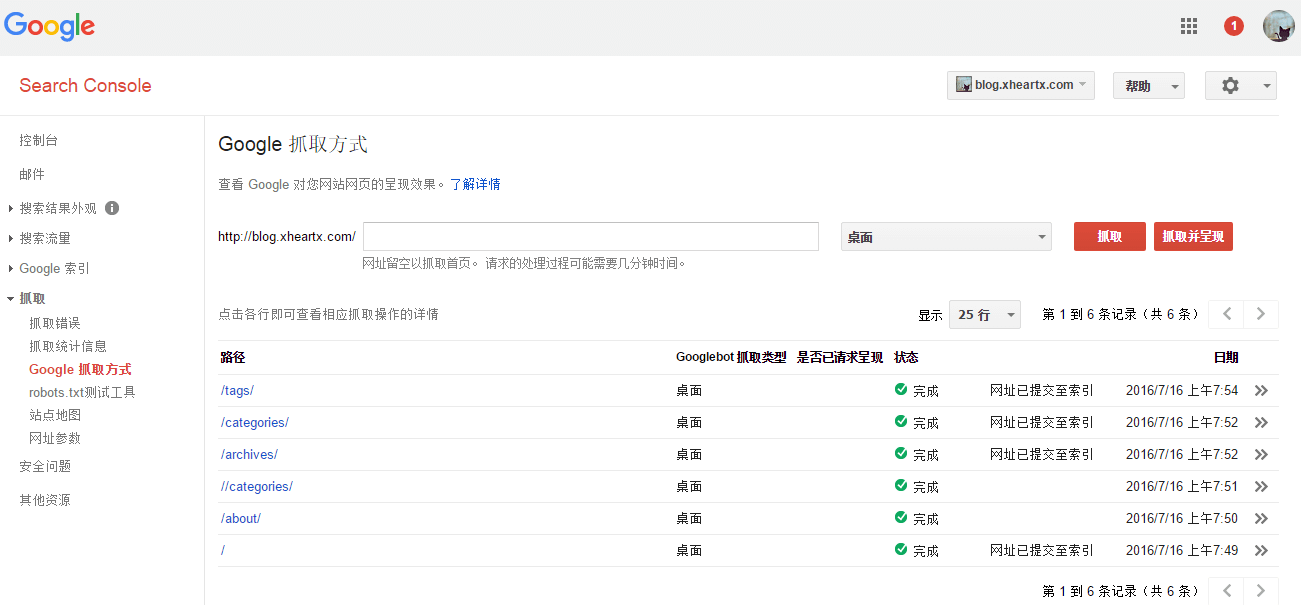 Google
1
Search Console
blog.xheartx.com
帮助
控制台
邮件
搜索结果外观
搜索流量
Google 索引
抓取
抓取错误
抓取统计信息
Google 抓取方式
robots.txt测试工具
站点地图
网址参数
安全问题
其他资源
Google 抓取方式
查看 Google 对您网站网页的呈现效果。了解详情
http://blog.xheartx.com/ 桌面 抓取 抓取并呈现
网址留空以抓取首页。 请求的处理过程可能需要几分钟时间。
点击各行即可查看相应抓取操作的详情 显示 25 行 第 1 到 6 条记录（共 6 条）
路径 Googlebot 抓取类型 是否已请求呈现 状态 日期
/tags/ 桌面 完成 网址已提交至索引 2016/7/16 上午7:54
/categories/ 桌面 完成 网址已提交至索引 2016/7/16 上午7:52
/archives/ 桌面 完成 网址已提交至索引 2016/7/16 上午7:52
//categories/ 桌面 完成 2016/7/16 上午7:51
/about/ 桌面 完成 2016/7/16 上午7:50
/ 桌面 完成 网址已提交至索引 2016/7/16 上午7:49
第 1 到 6 条记录（共 6 条）